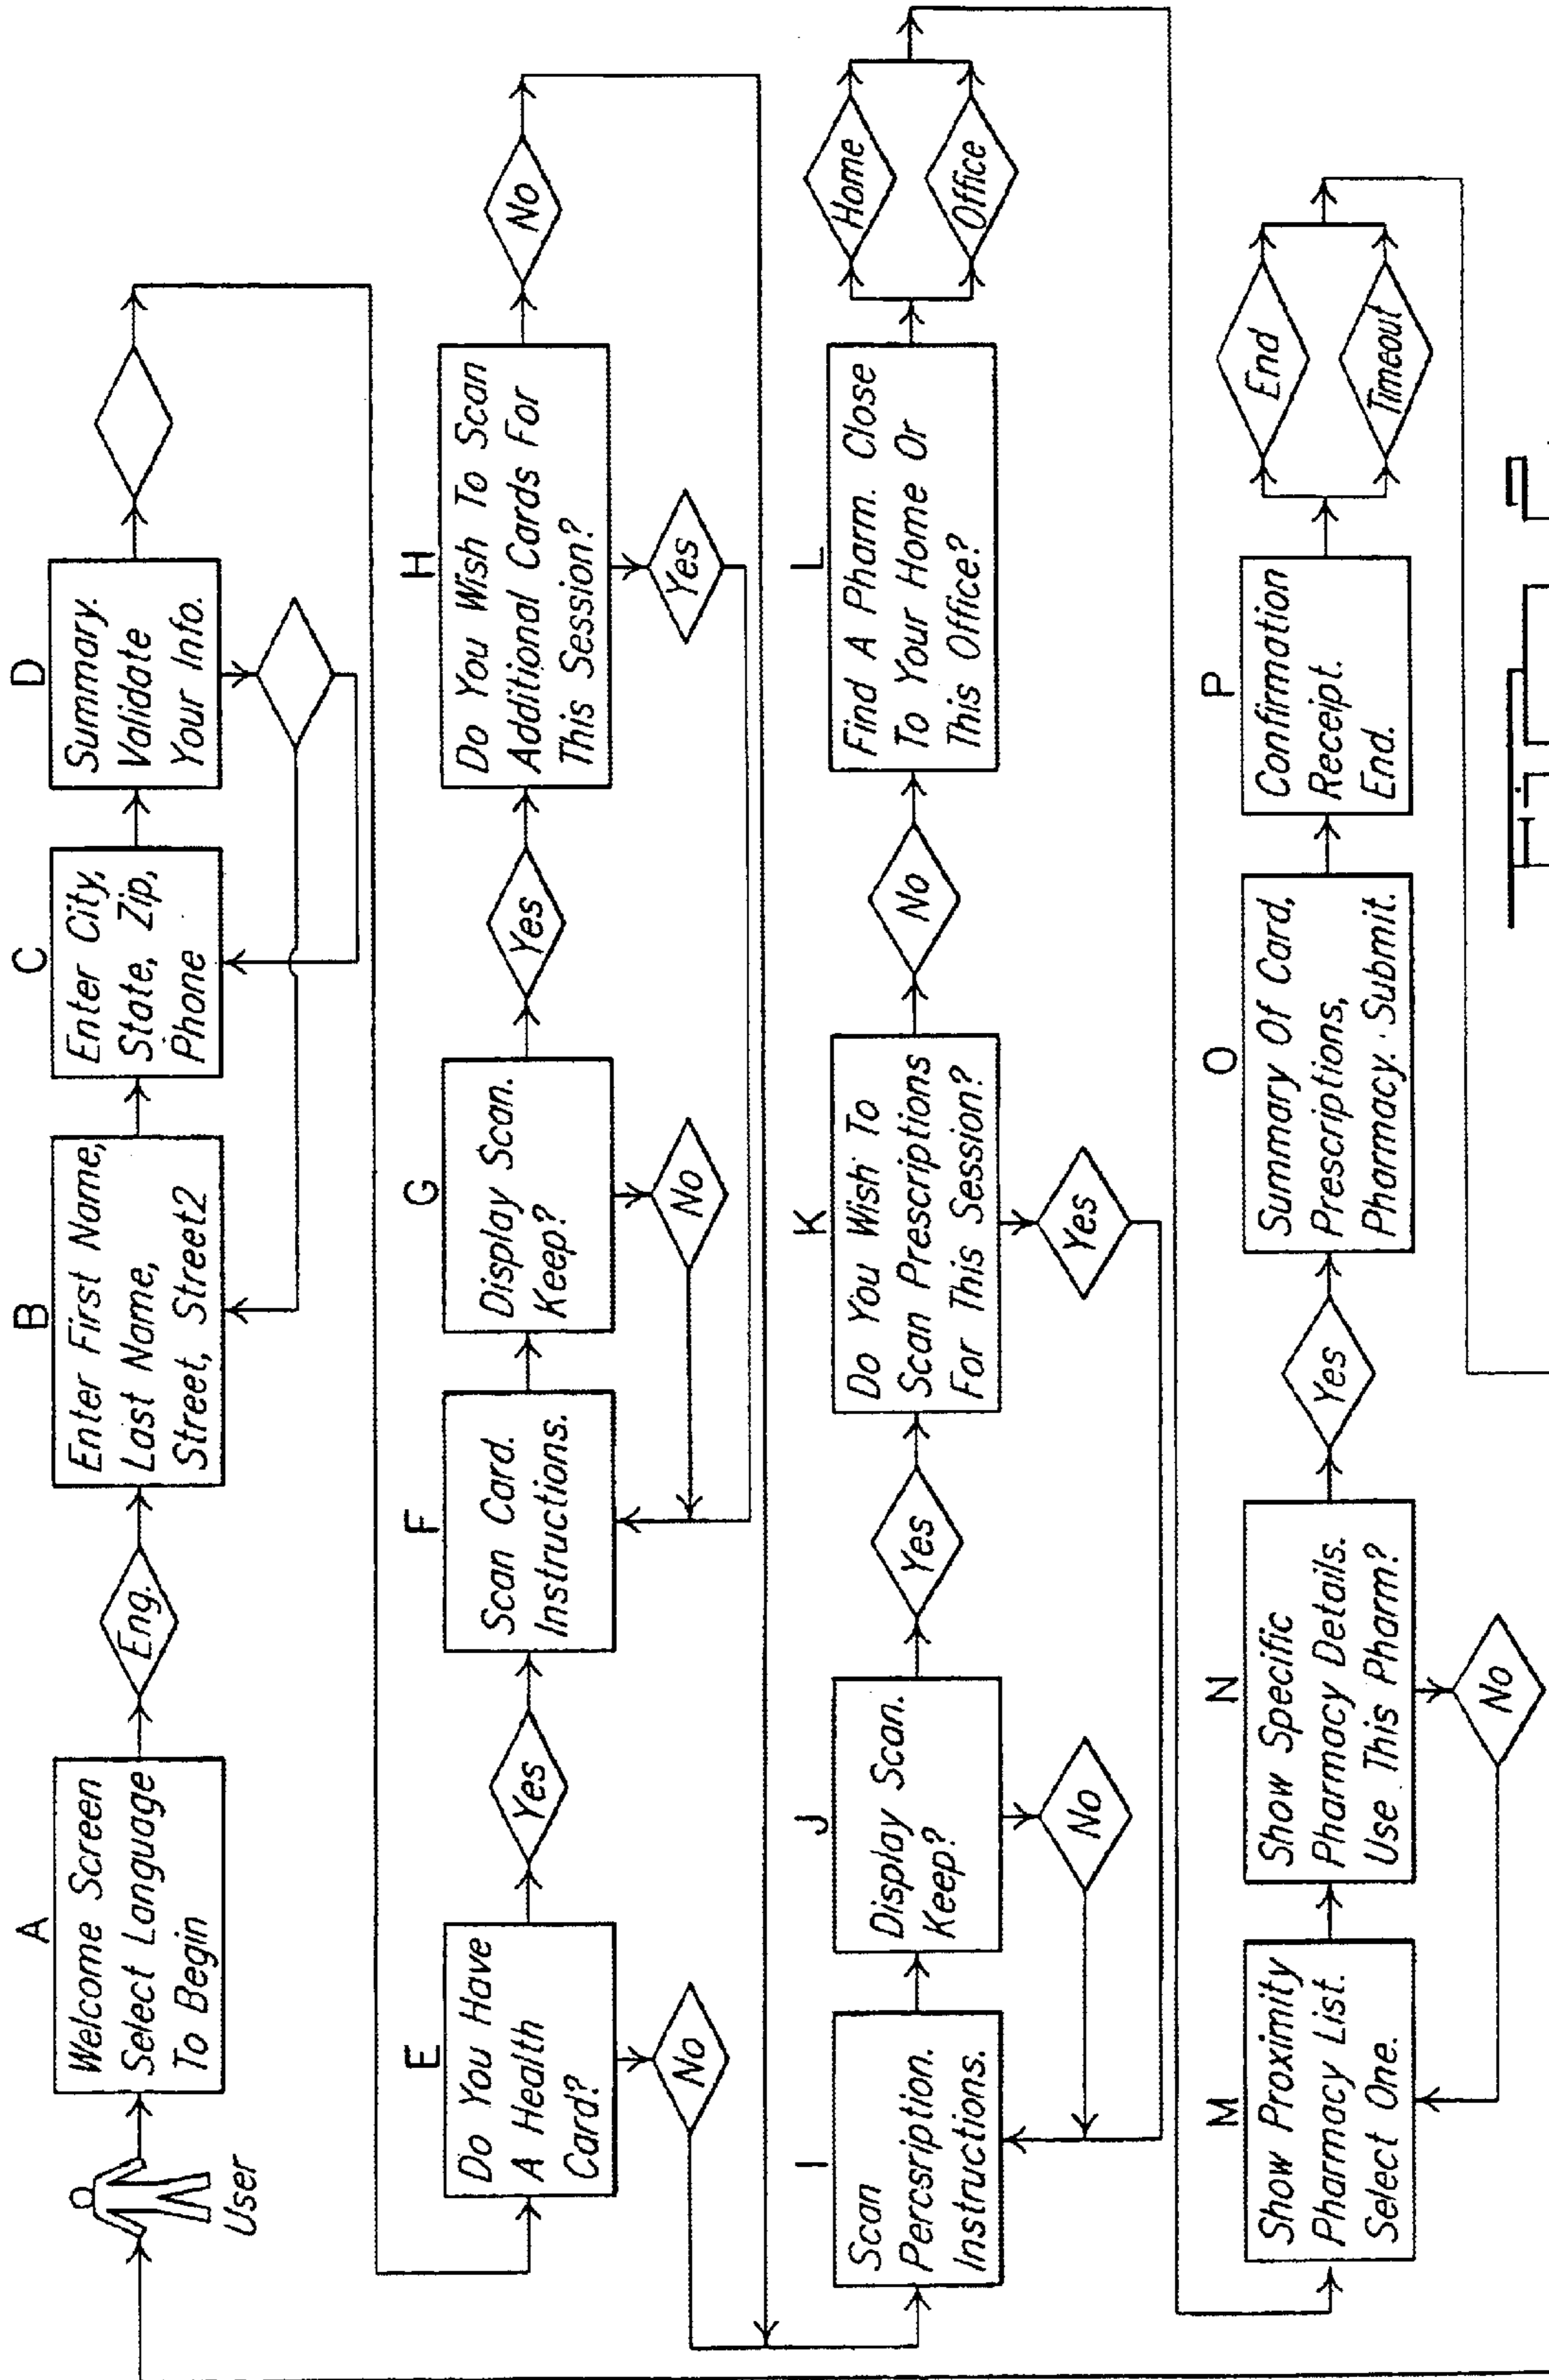 A
Welcome Screen
Select Language
To Begin
User
Eng.
B
Enter First Name,
Last Name,
Street, Street2
C
Enter City,
State, Zip,
Phone
D
Summary.
Validate
Your Info.
E
Do You Have
A Health
Card?
No
Yes
F
Scan Card.
Instructions.
G
Display Scan.
Keep?
No
Yes
H
Do You Wish To Scan
Additional Cards For
This Session?
Yes
No
I
Scan
Percsription.
Instructions.
J
Display Scan.
Keep?
No
Yes
K
Do You Wish To
Scan Prescriptions
For This Session?
Yes
No
L
Find A Pharm. Close
To Your Home Or
This Office?
Home
Office
M
Show Proximity
Pharmacy List.
Select One.
N
Show Specific
Pharmacy Details.
Use This Pharm?
No
Yes
O
Summary Of Card,
Prescriptions,
Pharmacy. Submit.
P
Confirmation
Receipt.
End.
End
Timeout